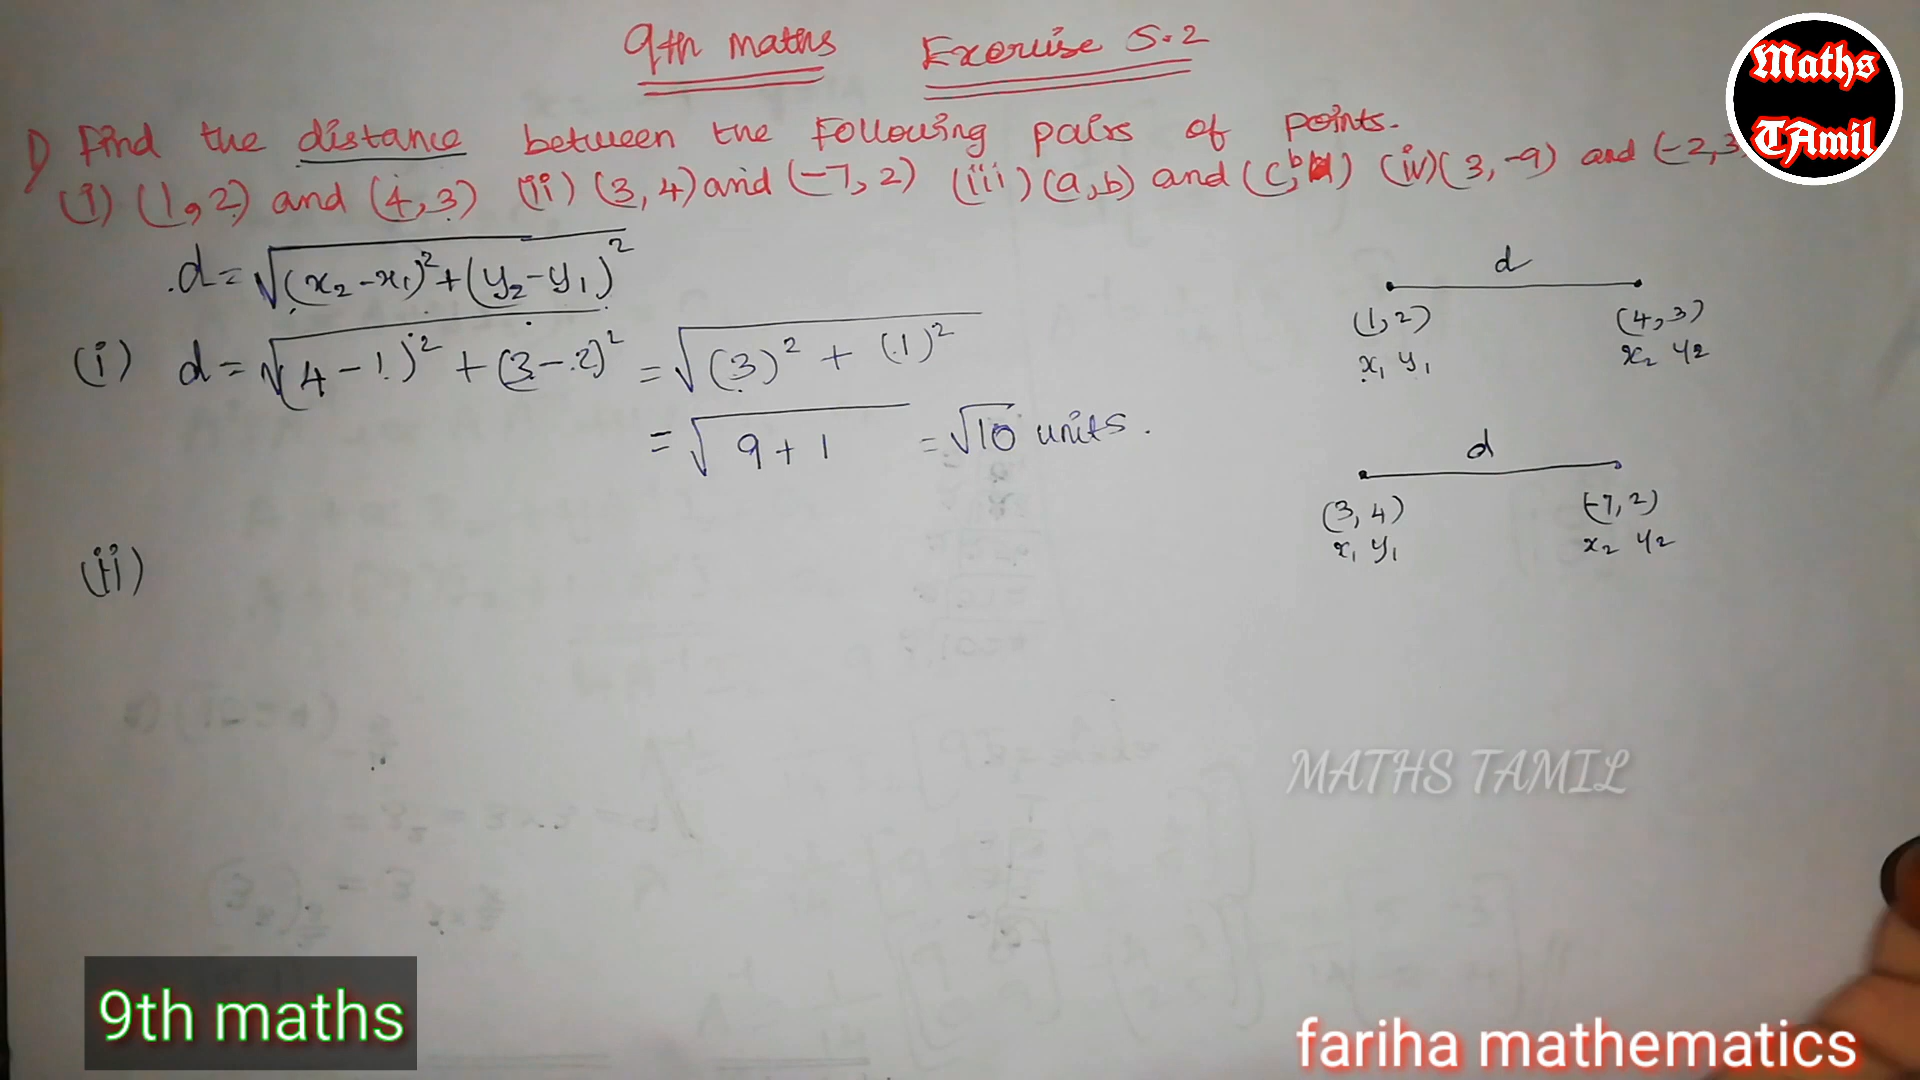 9th maths Exercise 5.2
Maths
TAmil
1) Find the distance between the following pairs of points.
(i) (1,2) and (4,3) (ii) (3,4) and (-7,2) (iii) (a,b) and (c,b) (iv) (3,-9) and (-2,3
d = √(x₂-x₁)²+(y₂-y₁)²
d
(1,2) (4,3)
x₁ y₁ x₂ y₂
(i) d = √(4-1)²+(3-2)² = √(3)²+(1)²
= √9+1 = √10 units.
d
(3,4) (-7,2)
x₁ y₁ x₂ y₂
(ii)
MATHS TAMIL
9th maths
fariha mathematics